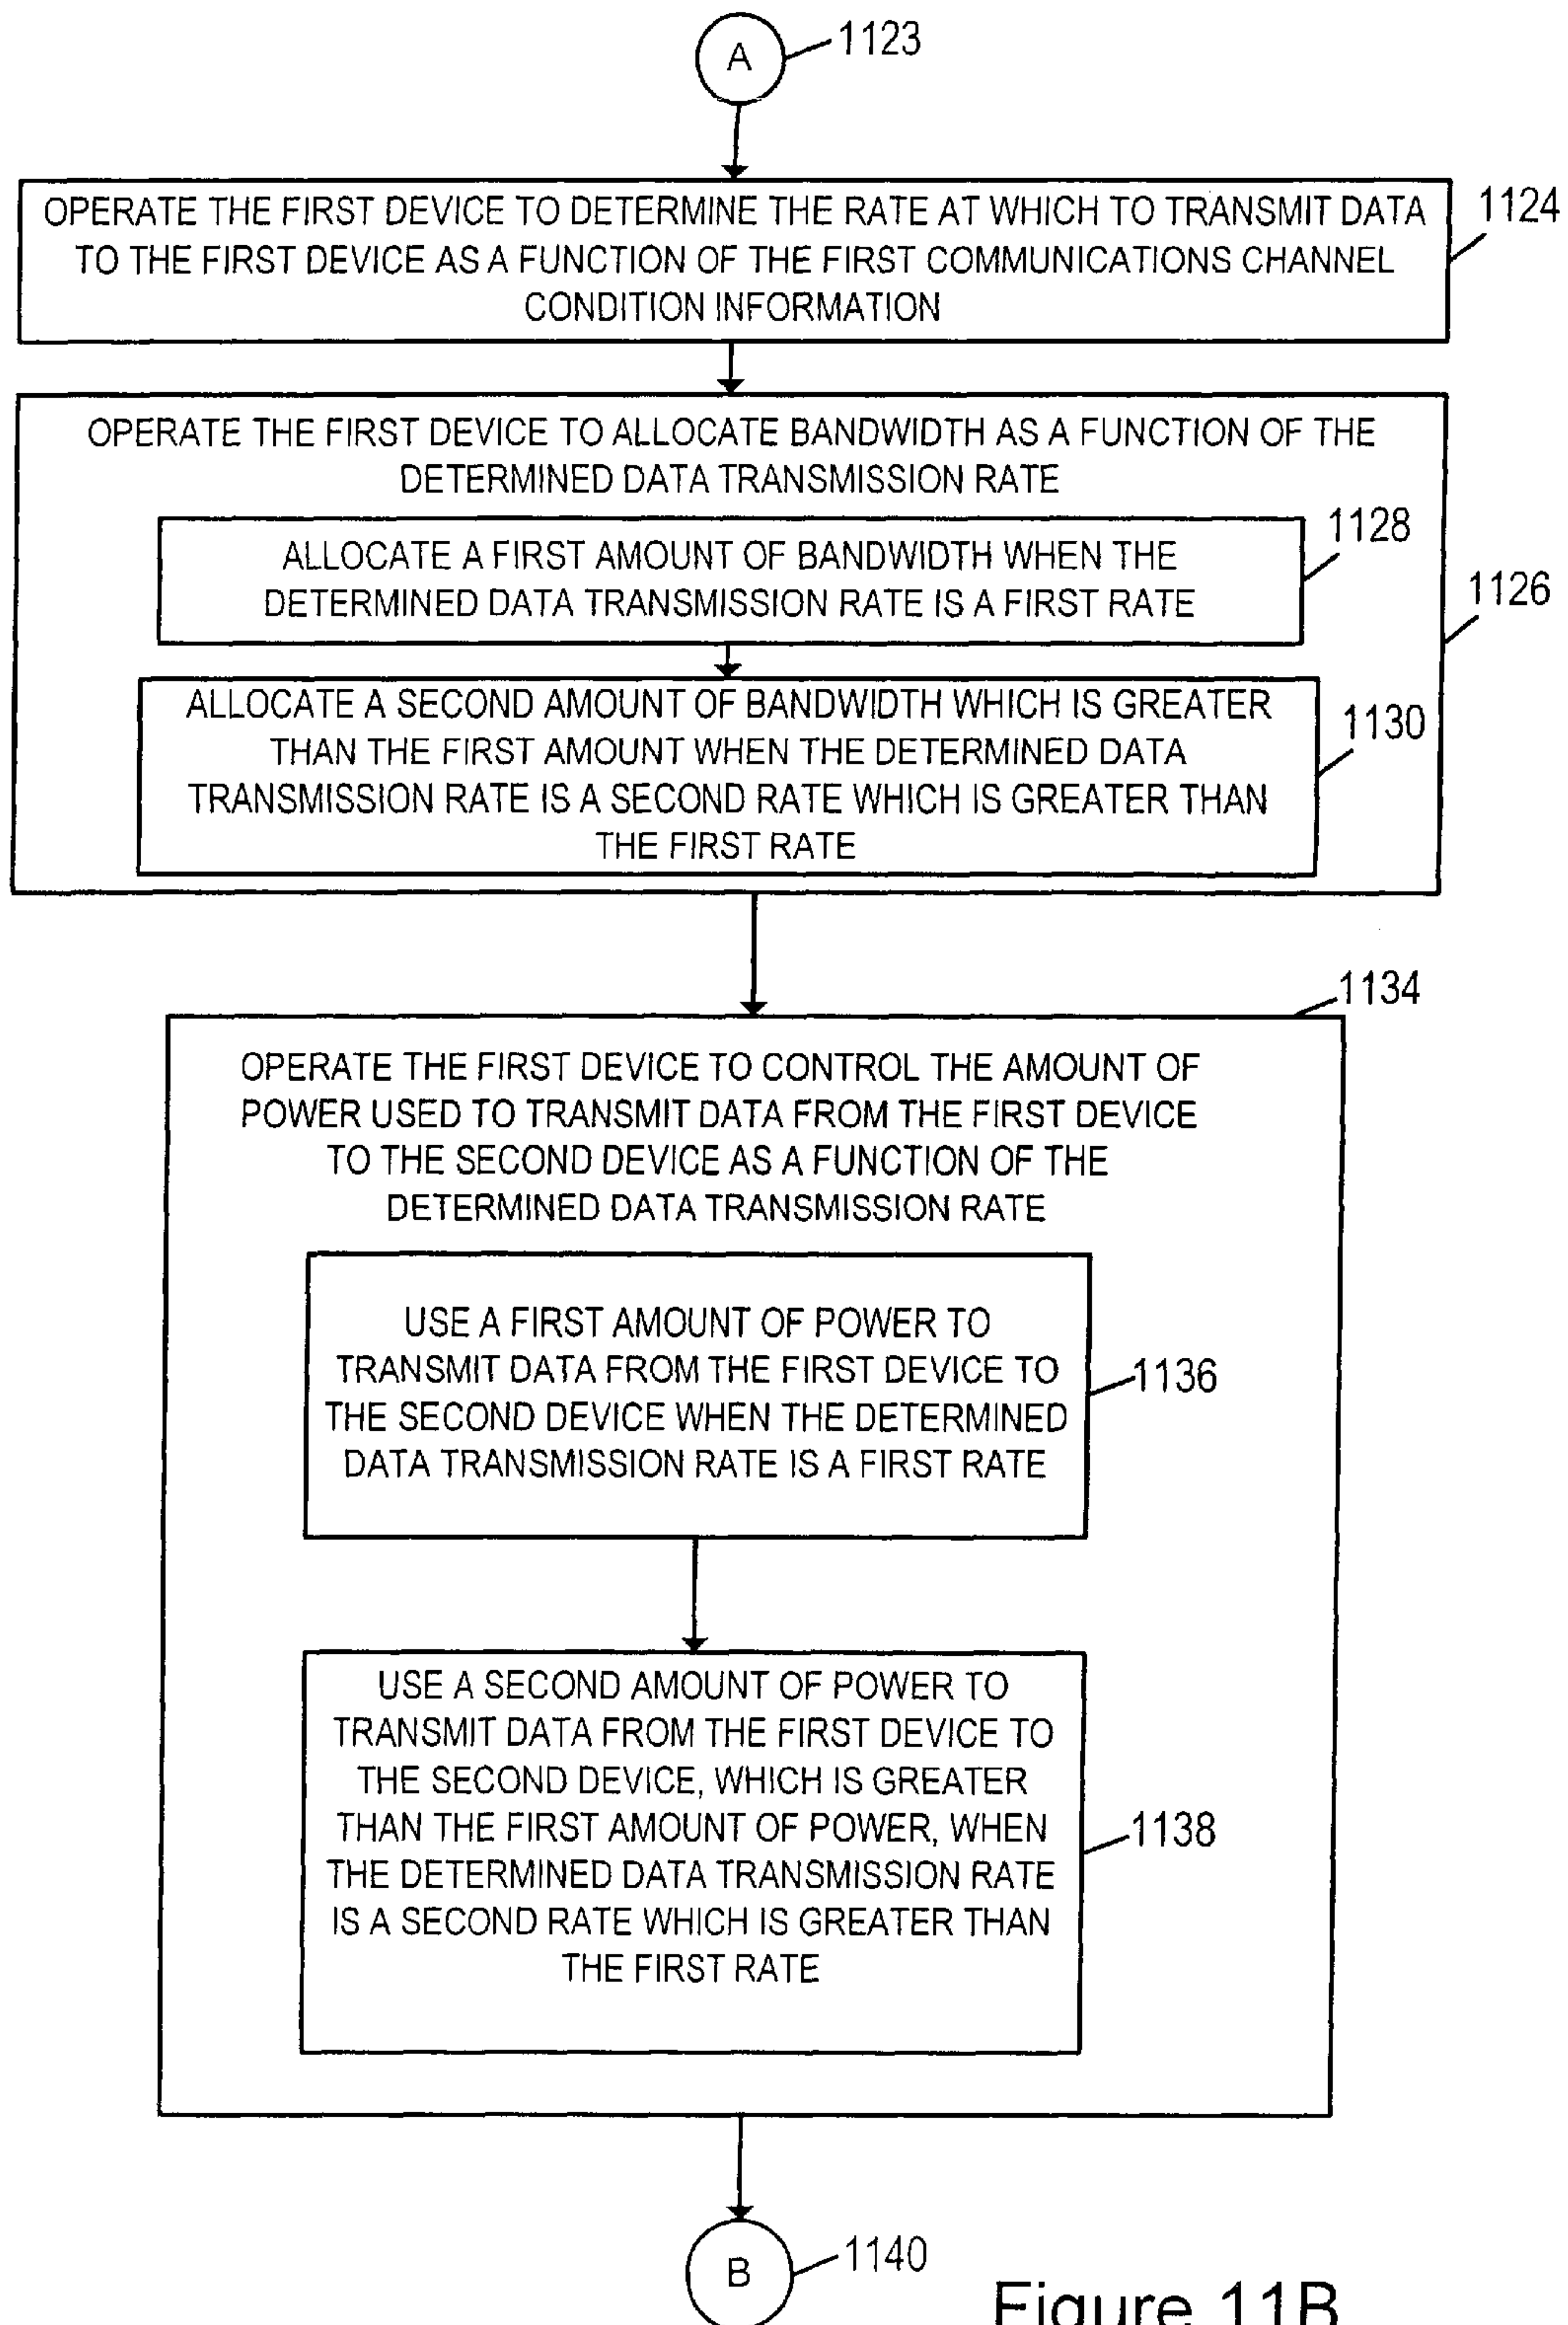 A
1123
OPERATE THE FIRST DEVICE TO DETERMINE THE RATE AT WHICH TO TRANSMIT DATA
TO THE FIRST DEVICE AS A FUNCTION OF THE FIRST COMMUNICATIONS CHANNEL
CONDITION INFORMATION
1124
OPERATE THE FIRST DEVICE TO ALLOCATE BANDWIDTH AS A FUNCTION OF THE
DETERMINED DATA TRANSMISSION RATE
1126
ALLOCATE A FIRST AMOUNT OF BANDWIDTH WHEN THE
DETERMINED DATA TRANSMISSION RATE IS A FIRST RATE
1128
ALLOCATE A SECOND AMOUNT OF BANDWIDTH WHICH IS GREATER
THAN THE FIRST AMOUNT WHEN THE DETERMINED DATA
TRANSMISSION RATE IS A SECOND RATE WHICH IS GREATER THAN
THE FIRST RATE
1130
1134
OPERATE THE FIRST DEVICE TO CONTROL THE AMOUNT OF
POWER USED TO TRANSMIT DATA FROM THE FIRST DEVICE
TO THE SECOND DEVICE AS A FUNCTION OF THE
DETERMINED DATA TRANSMISSION RATE
USE A FIRST AMOUNT OF POWER TO
TRANSMIT DATA FROM THE FIRST DEVICE TO
THE SECOND DEVICE WHEN THE DETERMINED
DATA TRANSMISSION RATE IS A FIRST RATE
1136
USE A SECOND AMOUNT OF POWER TO
TRANSMIT DATA FROM THE FIRST DEVICE TO
THE SECOND DEVICE, WHICH IS GREATER
THAN THE FIRST AMOUNT OF POWER, WHEN
THE DETERMINED DATA TRANSMISSION RATE
IS A SECOND RATE WHICH IS GREATER THAN
THE FIRST RATE
1138
B
1140
Figure 11B